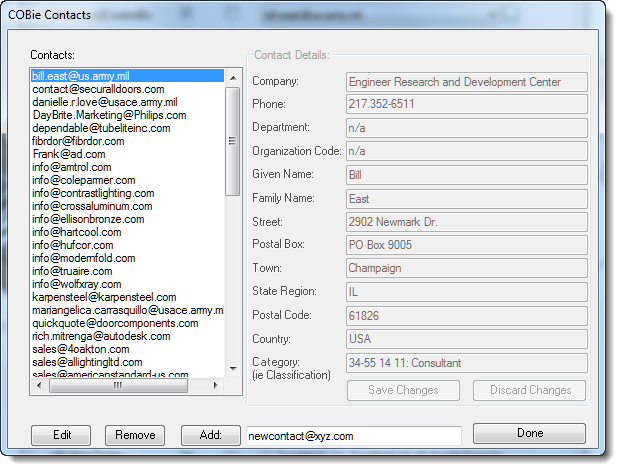 COBie Contacts
Contacts:
bill.east@us.army.mil
contact@securalldoors.com
danielle.r.love@usace.army.mil
DayBrite.Marketing@Philips.com
dependable@tubeliteinc.com
fibrdor@fibrdor.com
Frank@ad.com
info@amtrol.com
info@coleparmer.com
info@contrastlighting.com
info@crossaluminum.com
info@ellisonbronze.com
info@hartcool.com
info@hufcor.com
info@modernfold.com
info@truaire.com
info@wolfxray.com
karpensteel@karpensteel.com
mariangelica.carrasquillo@usace.army.mi
quickquote@doorcomponents.com
rich.mitrenga@autodesk.com
sales@4oakton.com
sales@allightingltd.com
sales@americanstandard-us.com
Contact Details:
Company: Engineer Research and Development Center
Phone: 217.352-6511
Department: n/a
Organization Code: n/a
Given Name: Bill
Family Name: East
Street: 2902 Newmark Dr.
Postal Box: PO Box 9005
Town: Champaign
State Region: IL
Postal Code: 61826
Country: USA
Category: 34-55 14 11: Consultant
(ie Classification)
Save Changes Discard Changes
Edit Remove Add: newcontact@xyz.com Done